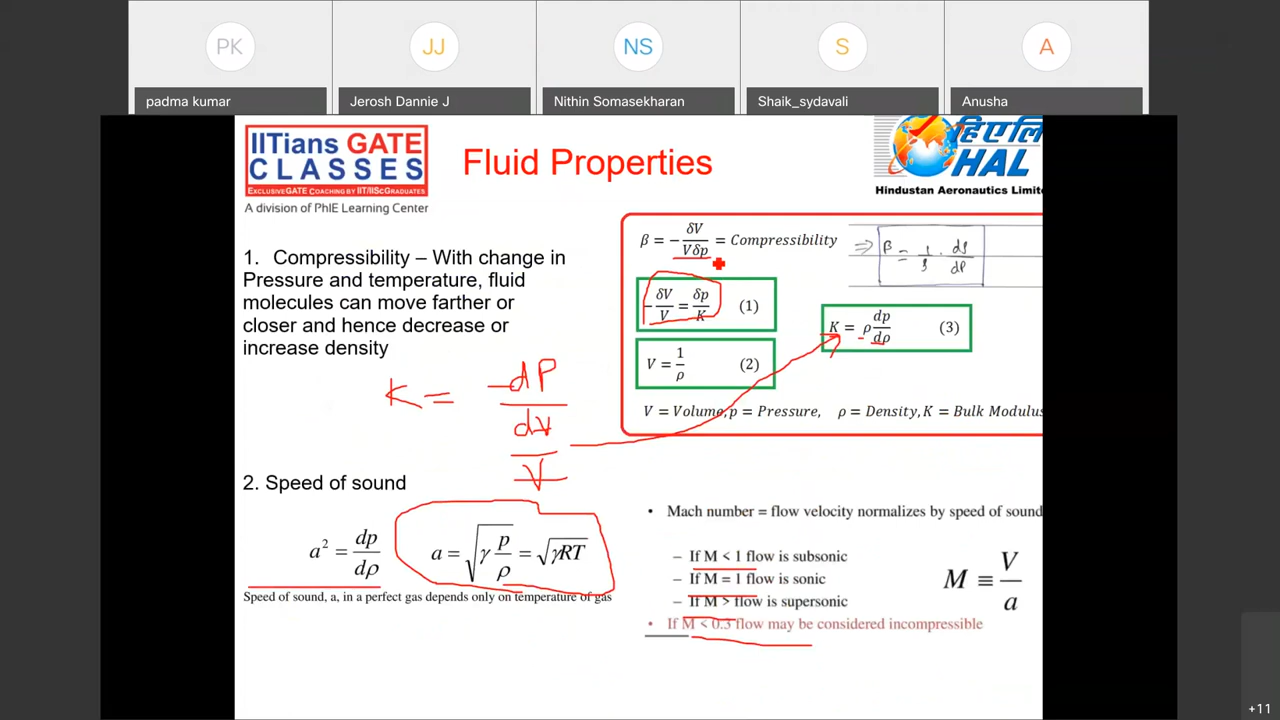 PK
JJ
NS
S
A
padma kumar
Jerosh Dannie J
Nithin Somasekharan
Shaik_sydavali
Anusha
IITians GATE
CLASSES
EXCLUSIVE GATE COACHING BY IIT/IISc GRADUATES
A division of PhIE Learning Center
Fluid Properties
हिएलि
HAL
Hindustan Aeronautics Limite
1. Compressibility – With change in
Pressure and temperature, fluid
molecules can move farther or
closer and hence decrease or
increase density
β = − δV / Vδp = Compressibility
⇒ β = 1/ρ · dρ/dp
− δV/V = δp/K (1)
V = 1/ρ (2)
K = ρ dp/dρ (3)
V = Volume, p = Pressure, ρ = Density, K = Bulk Modulus
K = −dP / dV / V
2. Speed of sound
a² = dp/dρ
a = √γ p/ρ = √γRT
Speed of sound, a, in a perfect gas depends only on temperature of gas
• Mach number = flow velocity normalizes by speed of sound
– If M < 1 flow is subsonic
– If M = 1 flow is sonic
– If M > flow is supersonic
• If M < 0.3 flow may be considered incompressible
M ≡ V/a
+11